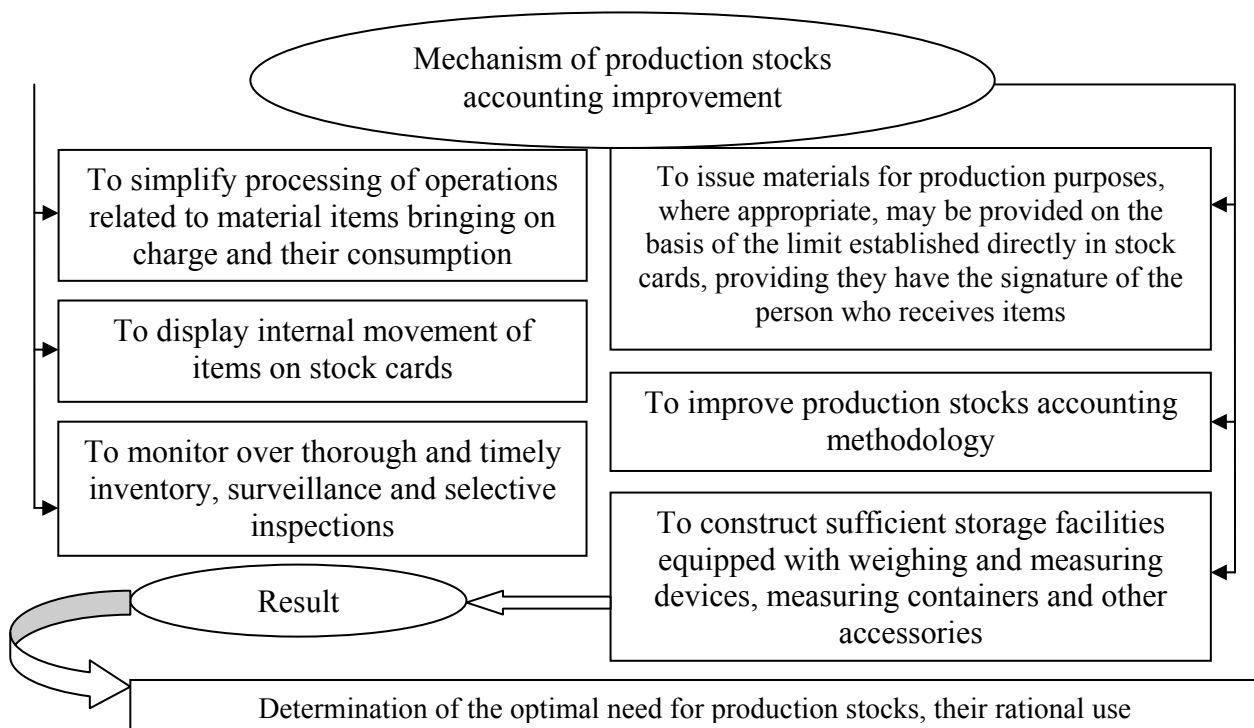 Mechanism of production stocks
accounting improvement
To simplify processing of operations
related to material items bringing on
charge and their consumption
To display internal movement of
items on stock cards
To monitor over thorough and timely
inventory, surveillance and selective
inspections
To issue materials for production purposes,
where appropriate, may be provided on the
basis of the limit established directly in stock
cards, providing they have the signature of the
person who receives items
To improve production stocks accounting
methodology
To construct sufficient storage facilities
equipped with weighing and measuring
devices, measuring containers and other
accessories
Result
Determination of the optimal need for production stocks, their rational use